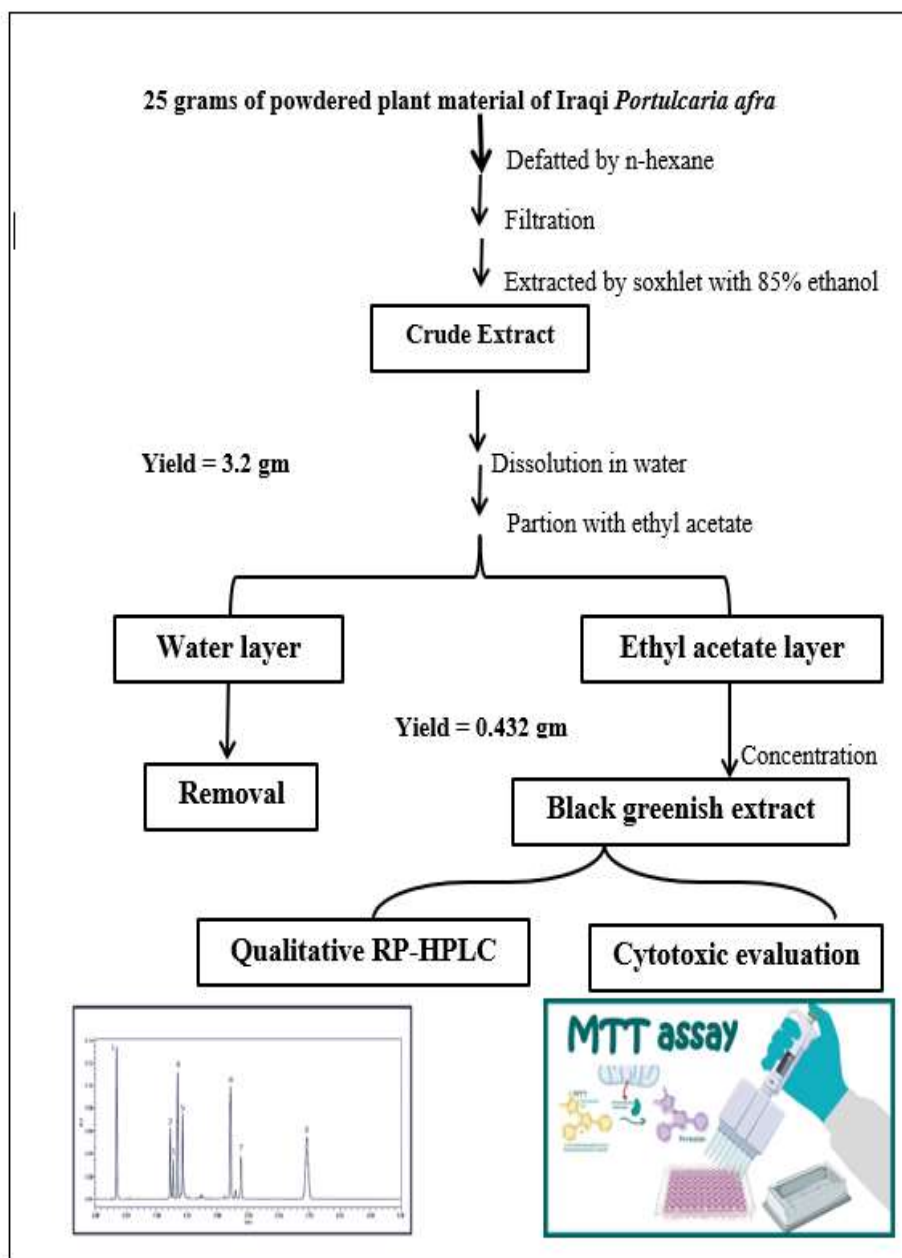 25 grams of powdered plant material of Iraqi Portulcaria afra
Defatted by n-hexane
Filtration
Extracted by soxhlet with 85% ethanol
Crude Extract
Yield = 3.2 gm
Dissolution in water
Partion with ethyl acetate
Water layer
Ethyl acetate layer
Yield = 0.432 gm
Concentration
Removal
Black greenish extract
Qualitative RP-HPLC
Cytotoxic evaluation
MTT assay
MTT
Formazan